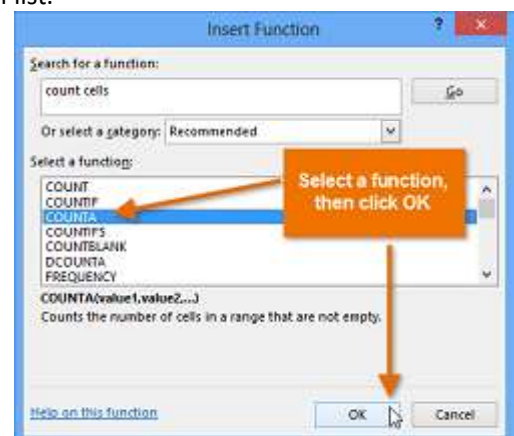 list.
Insert Function
?
Search for a function:
count cells
Go
Or select a category: Recommended
Select a function:
COUNT
COUNTIF
COUNTA
COUNTIFS
COUNTBLANK
DCOUNTA
FREQUENCY
Select a function,
then click OK
COUNTA(value1,value2,...)
Counts the number of cells in a range that are not empty.
Help on this function
OK
Cancel